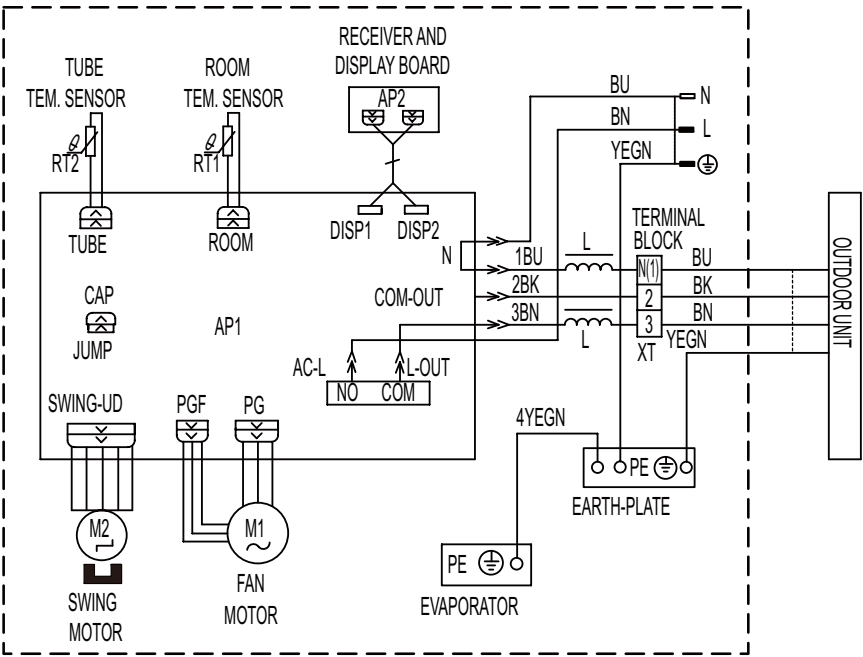 RECEIVER AND
DISPLAY BOARD
AP2
TUBE
TEM. SENSOR
RT2
TUBE
ROOM
TEM. SENSOR
RT1
ROOM
DISP1
DISP2
BU
N
BN
L
YEGN
N
1BU
L
TERMINAL
BLOCK
N(1)
BU
COM-OUT
2BK
2
BK
3BN
L
3
BN
XT
YEGN
OUTDOOR UNIT
CAP
JUMP
AP1
AC-L
L-OUT
NO
COM
SWING-UD
PGF
PG
4YEGN
PE
EARTH-PLATE
M2
M1
PE
EVAPORATOR
SWING
MOTOR
FAN
MOTOR